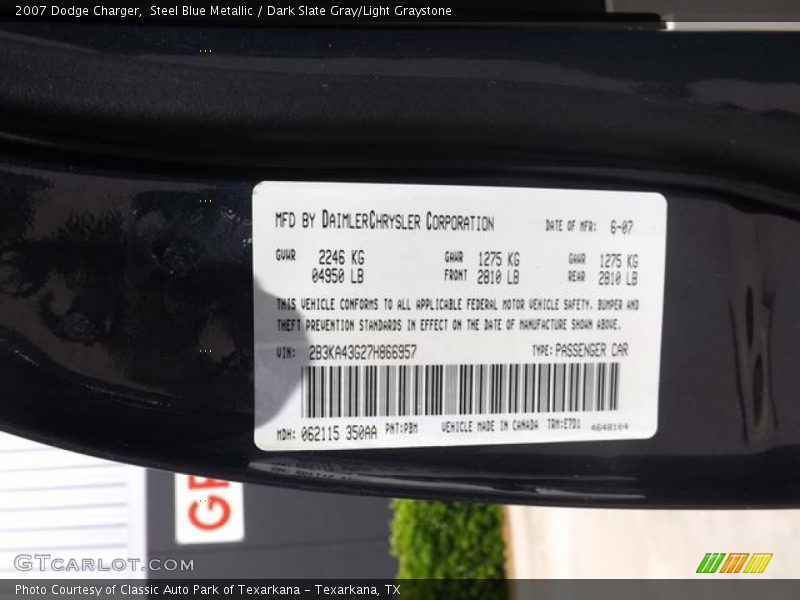 2007 Dodge Charger,  Steel Blue Metallic / Dark Slate Gray/Light Graystone
MFD BY DAIMLERCHRYSLER CORPORATION DATE OF MFR: 6-07
GVWR 2246 KG GAWR 1275 KG GAWR 1275 KG
04950 LB FRONT 2810 LB REAR 2810 LB
THIS VEHICLE CONFORMS TO ALL APPLICABLE FEDERAL MOTOR VEHICLE SAFETY, BUMPER AND
THEFT PREVENTION STANDARDS IN EFFECT ON THE DATE OF MANUFACTURE SHOWN ABOVE.
VIN: 2B3KA43G27H866957 TYPE: PASSENGER CAR
MDH: 062115 350AA PNT:PBM VEHICLE MADE IN CANADA TRM:E7D1 4648104
GE
GTCARLOT.COM
Photo Courtesy of Classic Auto Park of Texarkana - Texarkana, TX